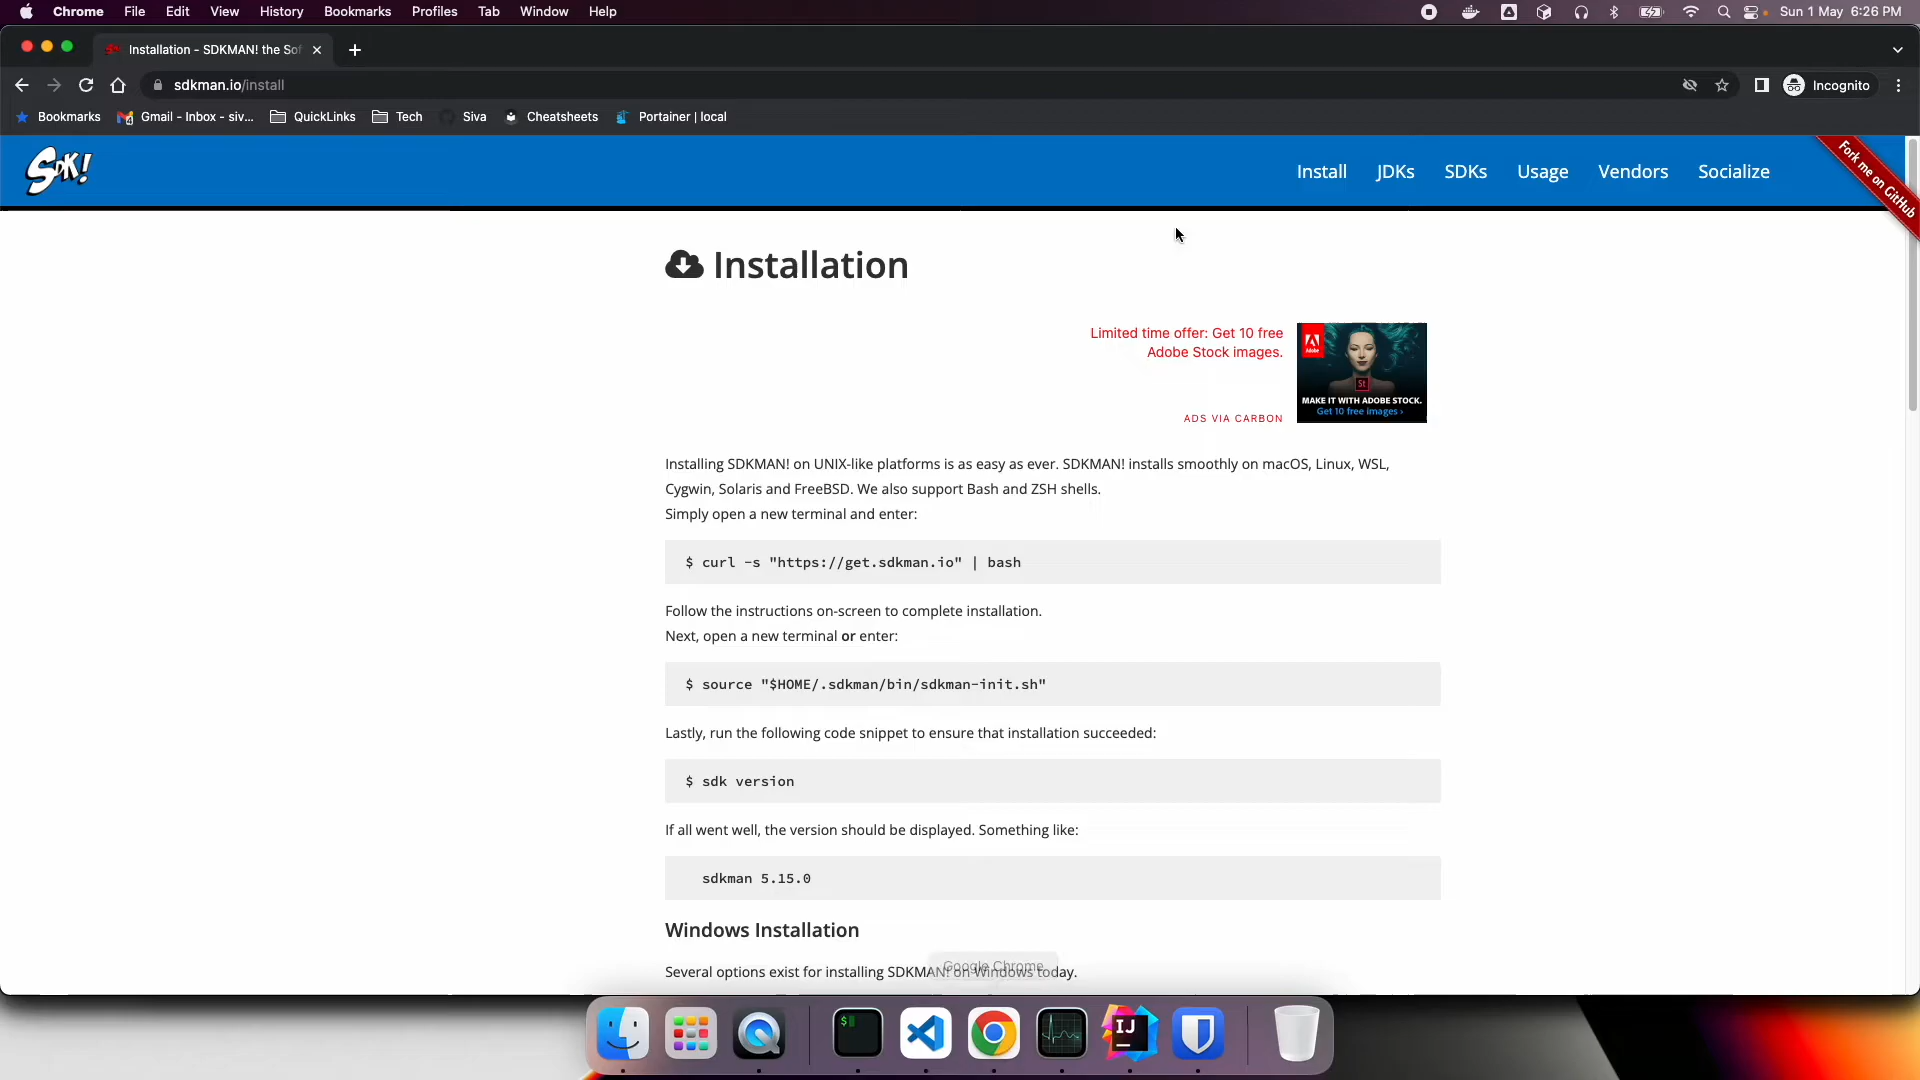 Chrome File Edit View History Bookmarks Profiles Tab Window Help Sun 1 May 6:26 PM
Installation - SDKMAN! the Sof
sdkman.io/install Incognito
Bookmarks Gmail - Inbox - siv... QuickLinks Tech Siva Cheatsheets Portainer | local
SDK! Install JDKs SDKs Usage Vendors Socialize
Fork me on GitHub
Installation
Limited time offer: Get 10 free
Adobe Stock images.
Adobe
St
MAKE IT WITH ADOBE STOCK.
Get 10 free images ›
ADS VIA CARBON
Installing SDKMAN! on UNIX-like platforms is as easy as ever. SDKMAN! installs smoothly on macOS, Linux, WSL,
Cygwin, Solaris and FreeBSD. We also support Bash and ZSH shells.
Simply open a new terminal and enter:
$ curl -s "https://get.sdkman.io" | bash
Follow the instructions on-screen to complete installation.
Next, open a new terminal or enter:
$ source "$HOME/.sdkman/bin/sdkman-init.sh"
Lastly, run the following code snippet to ensure that installation succeeded:
$ sdk version
If all went well, the version should be displayed. Something like:
sdkman 5.15.0
Windows Installation
Several options exist for installing SDKMAN! on Windows today.
Google Chrome
$
IJ